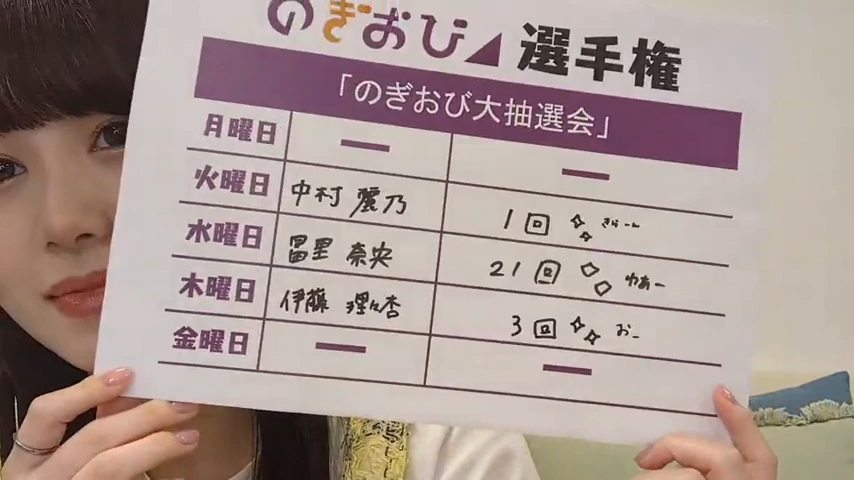 のぎおび 選手権
「のぎおび大抽選会」
月曜日 ー ー
火曜日 中村 麗乃 1回 きらーん
水曜日 冨里 奈央 21回 わぁー
木曜日 伊藤 理々杏 3回 おー
金曜日 ー ー